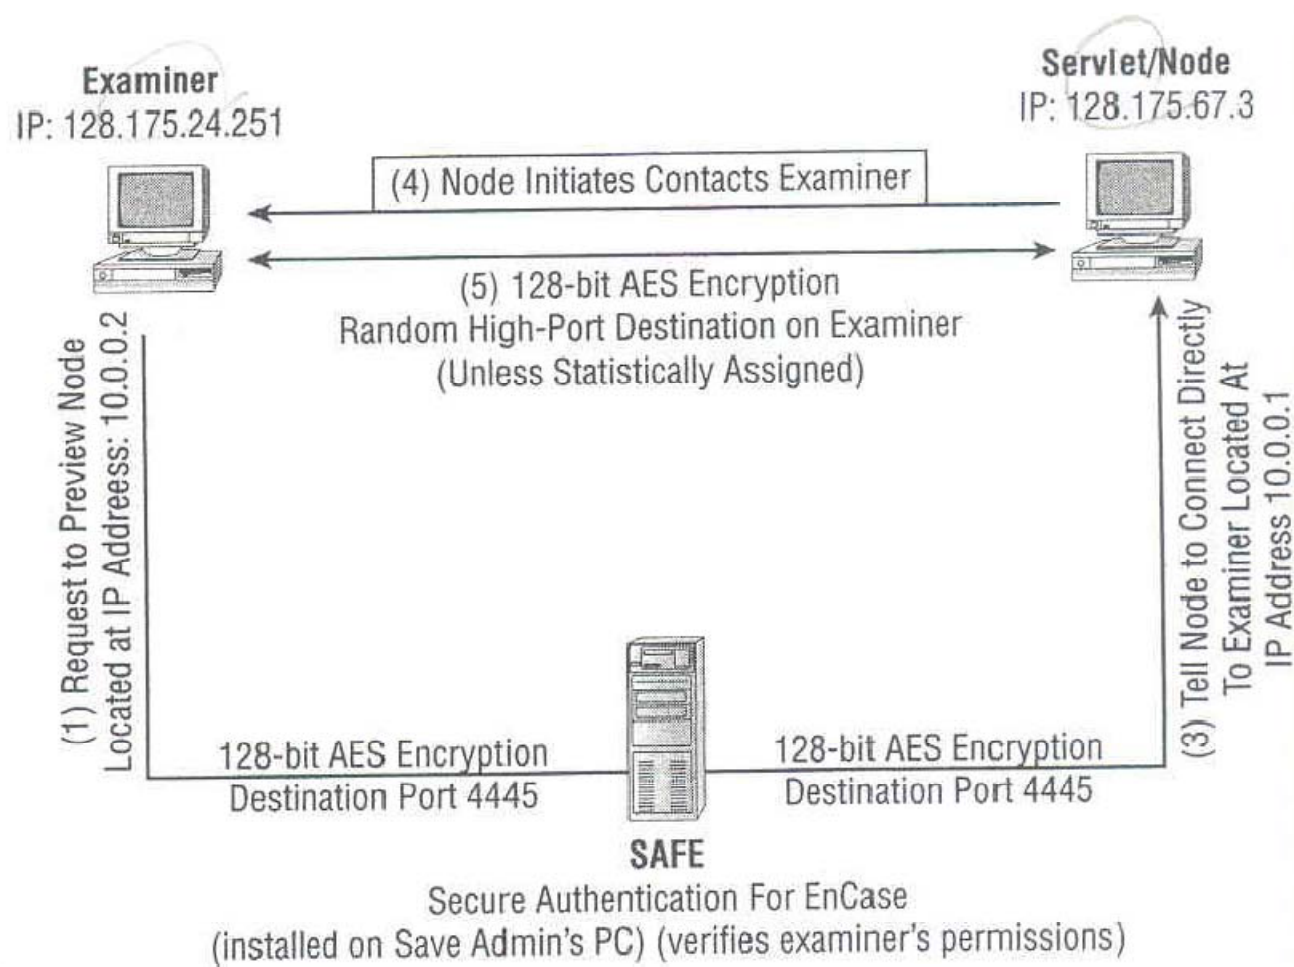 Examiner
IP: 128.175.24.251
Servlet/Node
IP: 128.175.67.3
(4) Node Initiates Contacts Examiner
(5) 128-bit AES Encryption
Random High-Port Destination on Examiner
(Unless Statistically Assigned)
(1) Request to Preview Node
Located at IP Addreess: 10.0.0.2
(3) Tell Node to Connect Directly
To Examiner Located At
IP Address 10.0.0.1
128-bit AES Encryption
Destination Port 4445
128-bit AES Encryption
Destination Port 4445
SAFE
Secure Authentication For EnCase
(installed on Save Admin's PC) (verifies examiner's permissions)